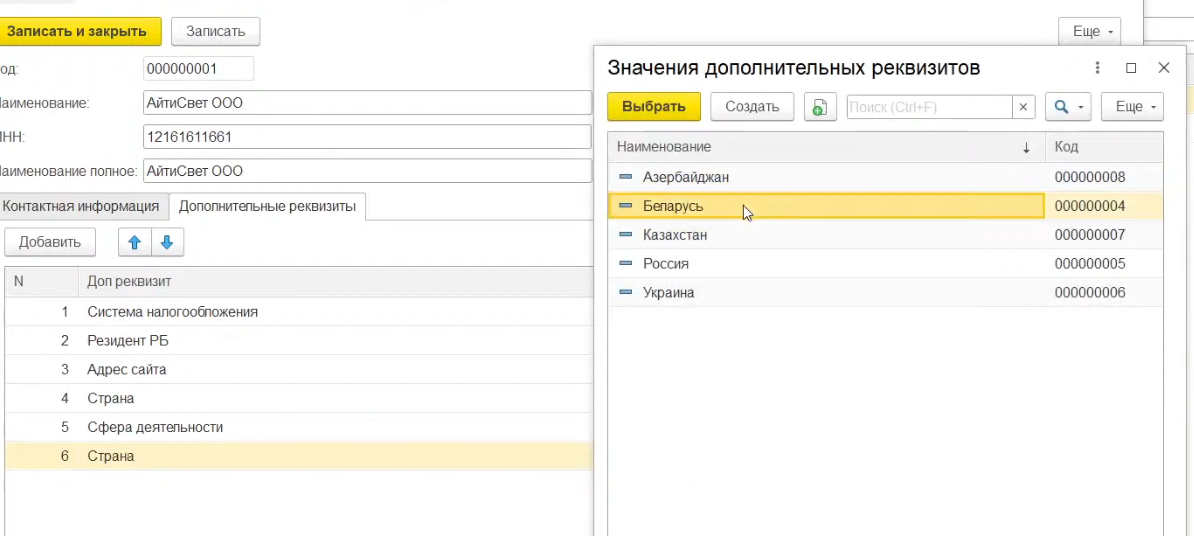 Записать и закрыть Записать Еще
од: 000000001
аименование: АйтиСвет ООО
НН: 12161611661
аименование полное: АйтиСвет ООО
Контактная информация Дополнительные реквизиты
Добавить
N Доп реквизит
1 Система налогообложения
2 Резидент РБ
3 Адрес сайта
4 Страна
5 Сфера деятельности
6 Страна
Значения дополнительных реквизитов
Выбрать Создать Поиск (Ctrl+F) Еще
Наименование Код
Азербайджан 000000008
Беларусь 000000004
Казахстан 000000007
Россия 000000005
Украина 000000006